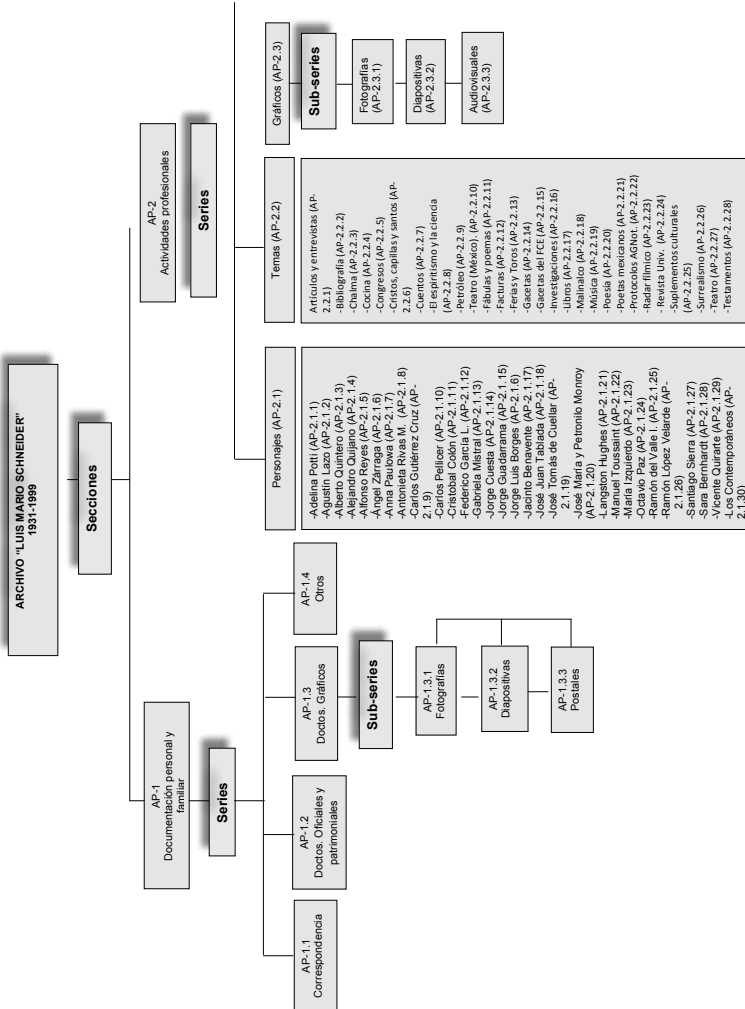 ARCHIVO "LUIS MARIO SCHNEIDER"
1931-1999
Secciones
AP-1
Documentación personal y
familiar
Series
AP-1.1
Correspondencia
AP-1.2
Doctos. Oficiales y
patrimoniales
AP-1.3
Doctos. Gráficos
Sub-series
AP-1.3.1
Fotografías
AP-1.3.2
Diapositivas
AP-1.3.3
Postales
AP-1.4
Otros
AP-2
Actividades profesionales
Series
Personajes (AP-2.1)
-Adelina Potti (AP-2.1.1)
-Agustín Lazo (AP-2.1.2)
-Alberto Quintero (AP-2.1.3)
-Alejandro Quijano (AP-2.1.4)
-Alfonso Reyes (AP-2.1.5)
-Ángel Zárraga (AP-2.1.6)
-Anna Paulowa (AP-2.1.7)
-Antonieta Rivas M. (AP-2.1.8)
-Carlos Gutiérrez Cruz (AP-
2.1.9)
-Carlos Pellicer (AP-2.1.10)
-Cristobal Colón (AP-2.1.11)
-Federico García L. (AP-2.1.12)
-Gabriela Mistral (AP-2.1.13)
-Jorge Cuesta (AP-2.1.14)
-Jorge Guadarrama (AP-2.1.15)
-Jorge Luis Borges (AP-2.1.6)
-Jacinto Benavente (AP-2.1.17)
-José Juan Tablada (AP-2.1.18)
-José Tomás de Cuellar (AP-
2.1.19)
-José María y Petronilo Monroy
(AP-2.1.20)
-Langston Hughes (AP-2.1.21)
-Manuel Toussaint (AP-2.1.22)
-María Izquierdo (AP-2.1.23)
-Octavio Paz (AP-2.1.24)
-Ramón del Valle I. (AP-2.1.25)
-Ramón López Velarde (AP-
2.1.26)
-Santiago Sierra (AP-2.1.27)
-Sara Bernhardt (AP-2.1.28)
-Vicente Quirarte (AP-2.1.29)
-Los Contemporáneos (AP-
2.1.30)
Temas (AP-2.2)
Artículos y entrevistas (AP-
2.2.1)
-Bibliografía (AP-2.2.2)
-Chalma (AP-2.2.3)
-Cocina (AP-2.2.4)
-Congresos (AP-2.2.5)
-Cristos, capillas y santos (AP-
2.2.6)
-Cuentos (AP-2.2.7)
-El espiritismo y la ciencia
(AP-2.2.8)
-Petróleo (AP-2.2.9)
-Teatro (México), (AP-2.2.10)
-Fábulas y poemas (AP-2.2.11)
-Facturas (AP-2.2.12)
-Ferias y Toros (AP-2.2.13)
-Gacetas (AP-2.2.14)
-Gacetas del FCE (AP-2.2.15)
-Investigaciones (AP-2.2.16)
-Libros (AP-2.2.17)
-Malinalco (AP-2.2.18)
-Música (AP-2.2.19)
-Poesía (AP-2.2.20)
-Poetas mexicanos (AP-2.2.21)
-Protocolos AGNot. (AP-2.2.22)
-Radar fílmico (AP-2.2.23)
- Revista Univ. (AP-2.2.24)
-Suplementos culturales
(AP-2.2.25)
-Surrealismo (AP-2.2.26)
-Teatro (AP-2.2.27)
-Testamentos (AP-2.2.28)
Gráficos (AP-2.3)
Sub-series
Fotografías
(AP-2.3.1)
Diapositivas
(AP-2.3.2)
Audiovisuales
(AP-2.3.3)